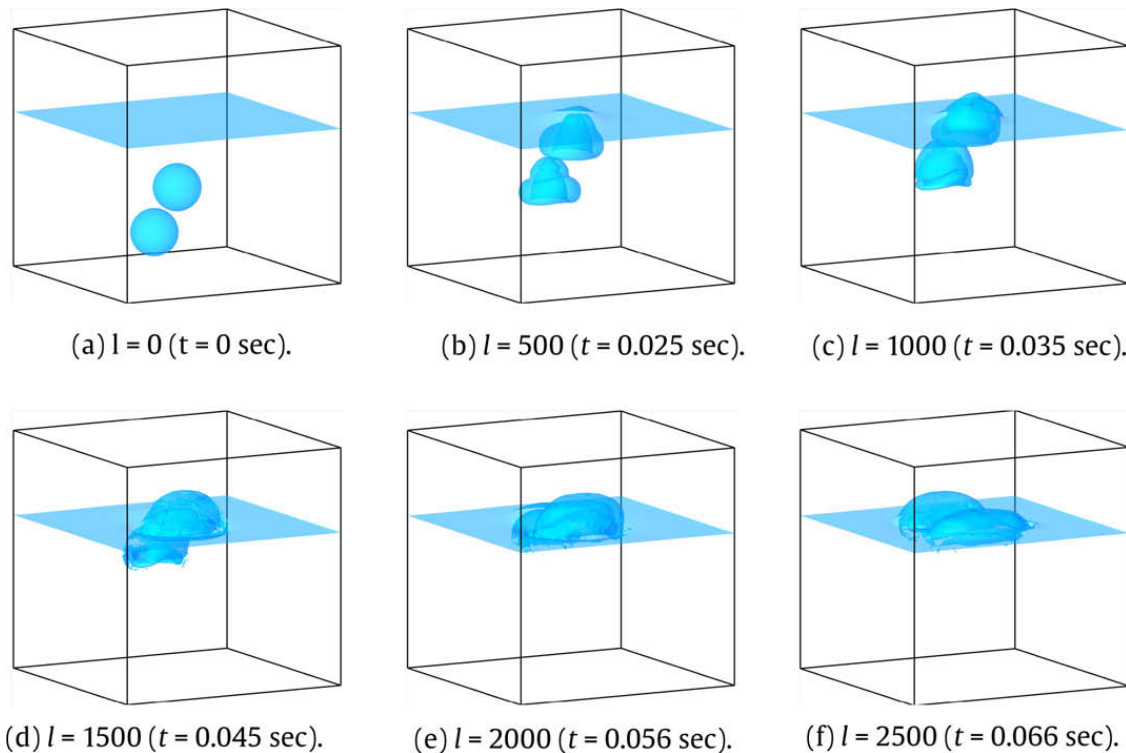 (a) l = 0 (t = 0 sec).
(b) l = 500 (t = 0.025 sec).
(c) l = 1000 (t = 0.035 sec).
(d) l = 1500 (t = 0.045 sec).
(e) l = 2000 (t = 0.056 sec).
(f) l = 2500 (t = 0.066 sec).